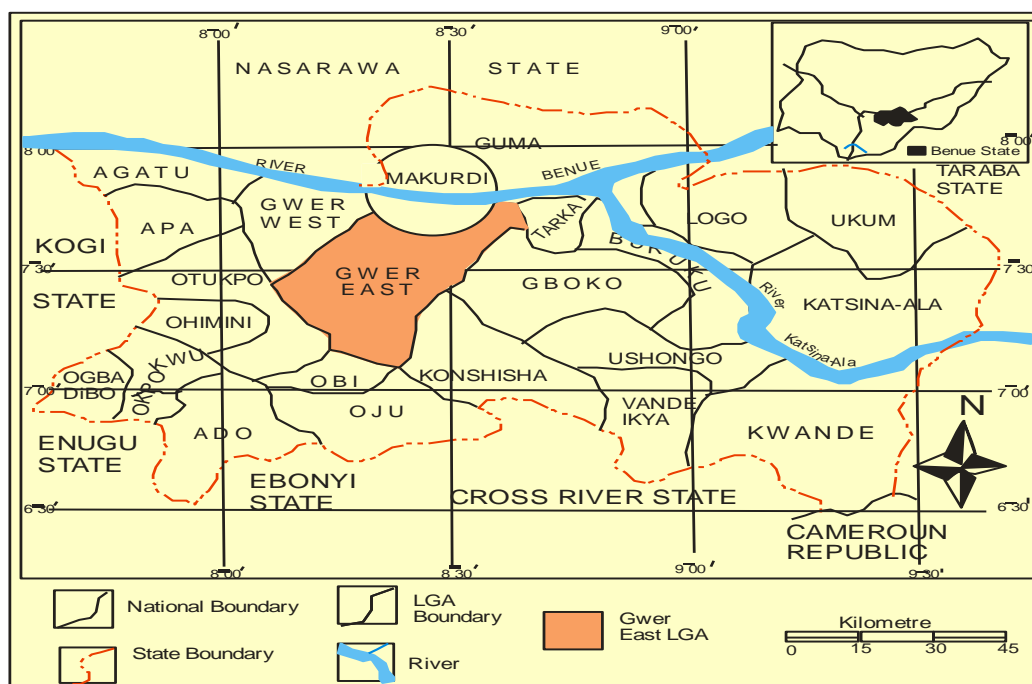 8 00' 8 30' 9 00'
NASARAWA STATE
GUMA
Benue State
8 00' 8 00'
RIVER BENUE
AGATU MAKURDI TARABA
STATE
GWER
WEST
TARKA LOGO UKUM
APA
KOGI
BURUKU
7 30' 7 30'
GWER
EAST
OTUKPO GBOKO
STATE
River
KATSINA-ALA
OHIMINI
Katsina-Ala
OKPOKWU USHONGO
OGBA
DiBO
OBI KONSHISHA
7 00' 7 00'
OJU VANDE
IKYA
N
ADO KWANDE
ENUGU
STATE
EBONYI
STATE
CROSS RIVER STATE
6 30' 6 30'
CAMEROUN
REPUBLIC
8 00' 8 30' 9 00' 9 30'
National Boundary
LGA
Boundary
Gwer
East LGA
Kilometre
0 15 30 45
State Boundary
River